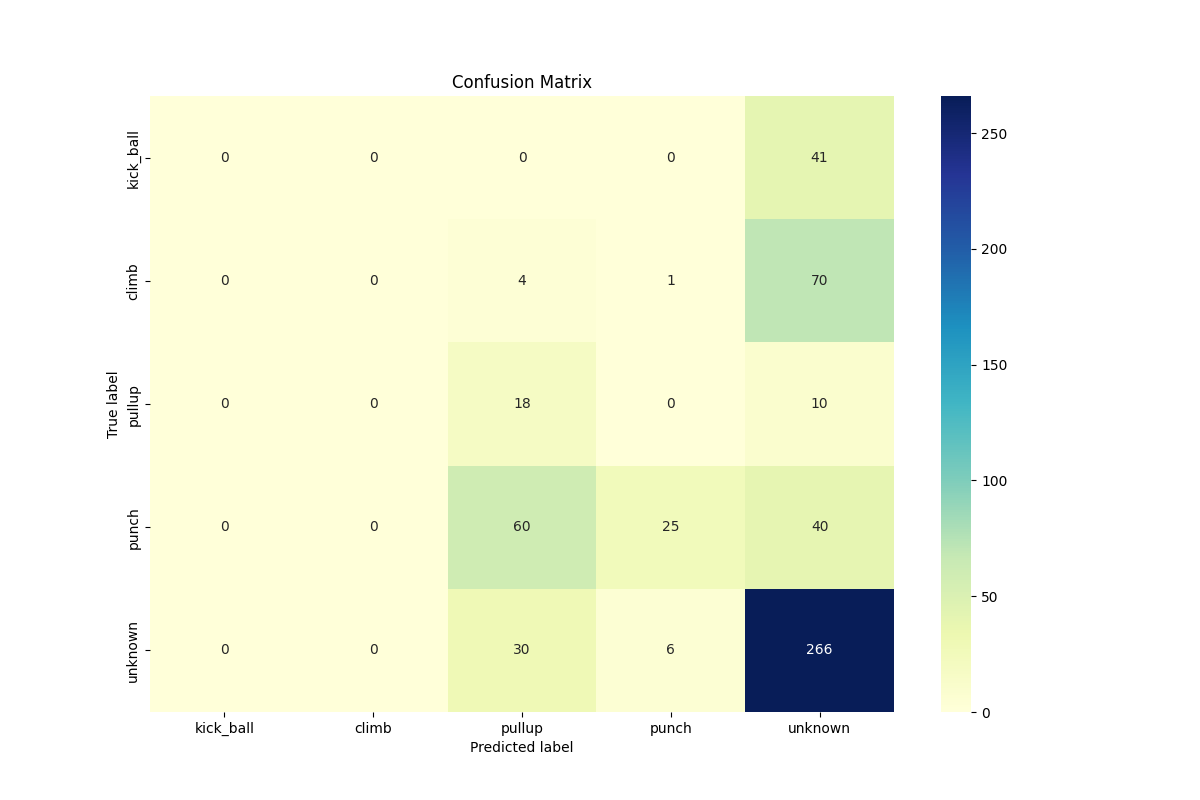 Confusion Matrix
kick_ball 0 0 0 0 41
climb 0 0 4 1 70
pullup 0 0 18 0 10
punch 0 0 60 25 40
unknown 0 0 30 6 266
True label
kick_ball climb pullup punch unknown
Predicted label
250
200
150
100
50
0